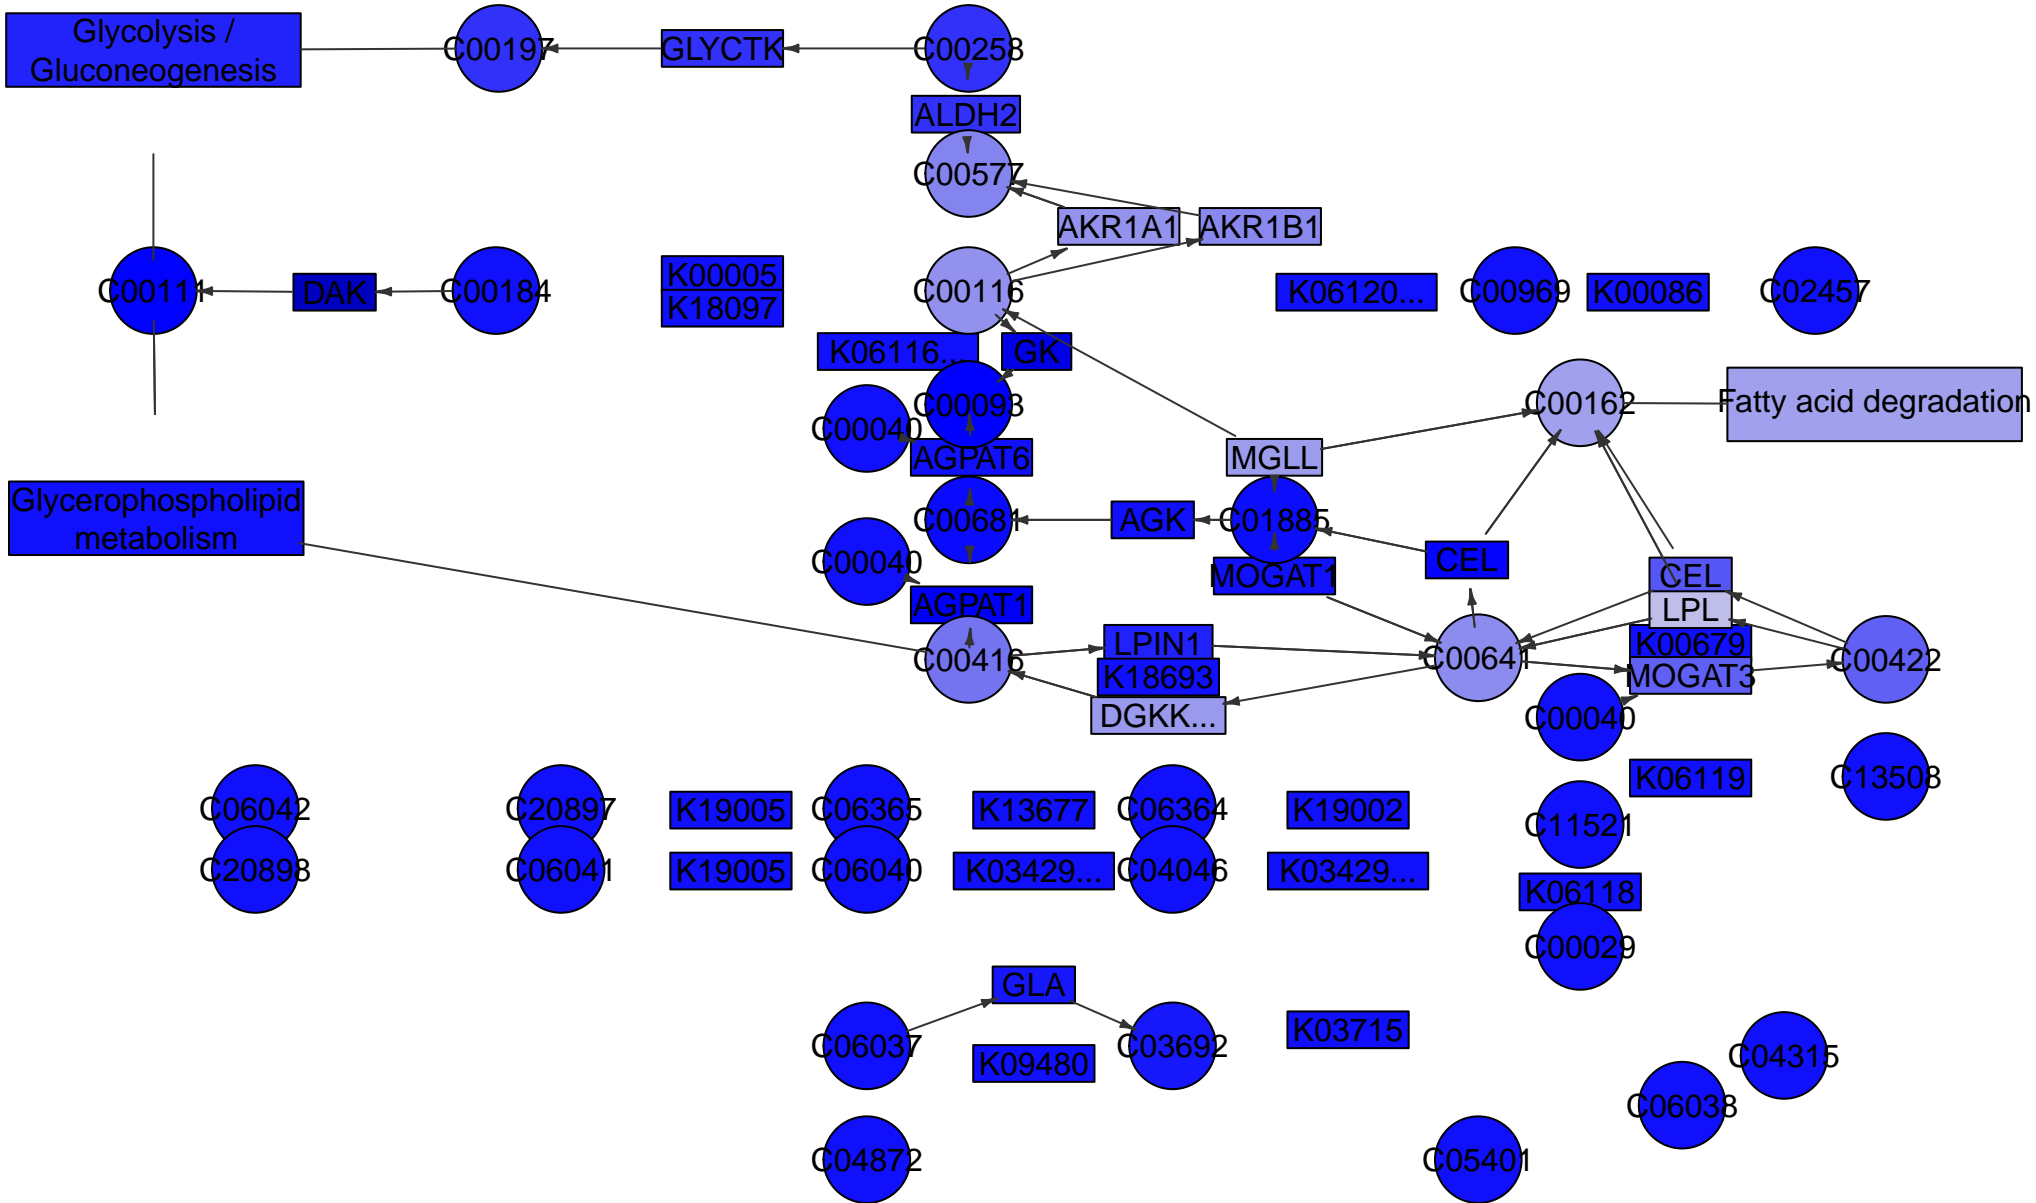 Glycolysis /
Gluconeogenesis
C00197
GLYCTK
C00258
ALDH2
C00577
AKR1A1
AKR1B1
C00111
DAK
C00184
K00005
K18097
C00116
K06120...
C00969
K00086
C02457
K06116...
GK
C00093
C00040
AGPAT6
MGLL
C00162
Fatty acid degradation
Glycerophospholipid
metabolism
C00681
AGK
C01885
C00040
MOGAT1
CEL
CEL
LPL
AGPAT1
C00416
LPIN1
K18693
DGKK...
C00641
K00679
MOGAT3
C00422
C00040
C06042
C20897
K19005
C06365
K13677
C06364
K19002
C11521
K06119
C13508
C20898
C06041
K19005
C06040
K03429...
C04046
K03429...
K06118
C00029
GLA
C06037
K09480
C03692
K03715
C04315
C06038
C04872
C05401